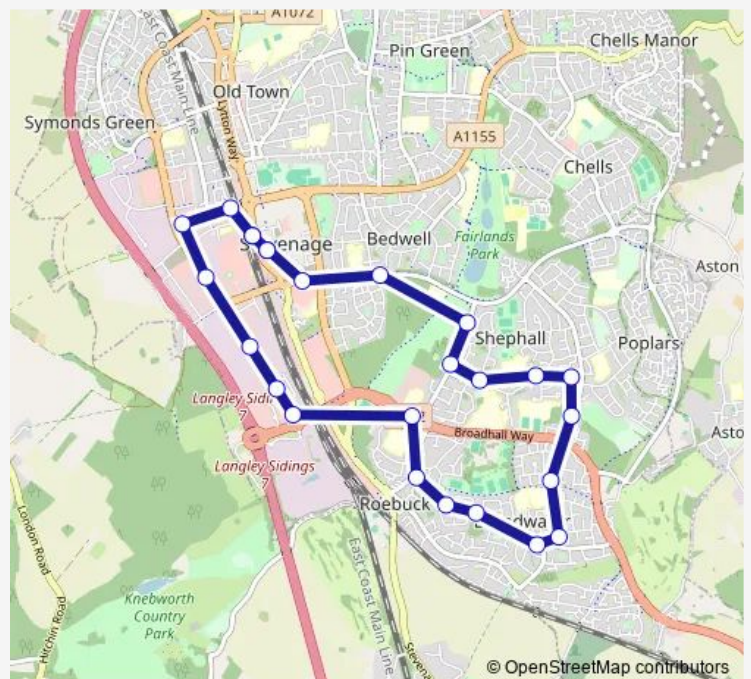 A1072
Chells Manor
Pin Green
East Coast Main Line
Old Town
Lytton Way
Symonds Green
A1155
Chells
Bedwell
Fairlands
Park
Aston
Shephall
Poplars
Langley
7
Broadhall Way
Langley Sidings
7
Roebuck
London Road
Knebworth
Country
Park
Hitchin Road
East Coast Main Line
© OpenStreetMap contributors